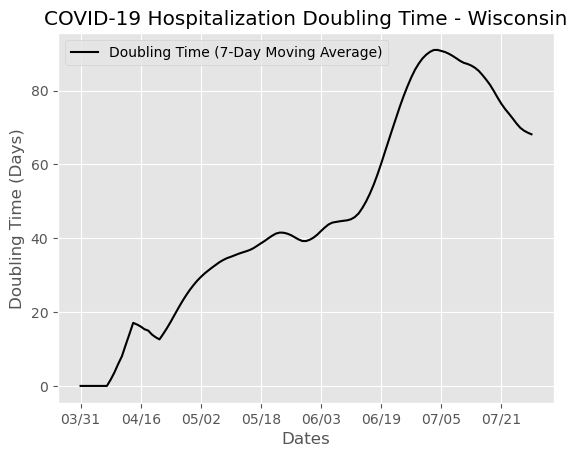 COVID-19 Hospitalization Doubling Time - Wisconsin
Doubling Time (7-Day Moving Average)
Doubling Time (Days)
80
60
40
20
0
03/31 04/16 05/02 05/18 06/03 06/19 07/05 07/21
Dates